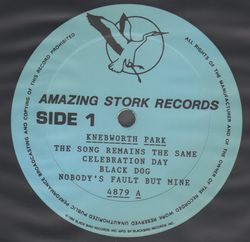 AMAZING STORK RECORDS
SIDE 1
KNEBWORTH PARK
THE SONG REMAINS THE SAME
CELEBRATION DAY
BLACK DOG
NOBODY'S FAULT BUT MINE
4879 A
ALL RIGHTS OF THE MANUFACTURER AND OF THE OWNER OF THE RECORDED WORK RESERVED UNAUTHORIZED PUBLIC PERFORMANCE BROADCASTING AND COPYING OF THIS RECORD PROHIBITED